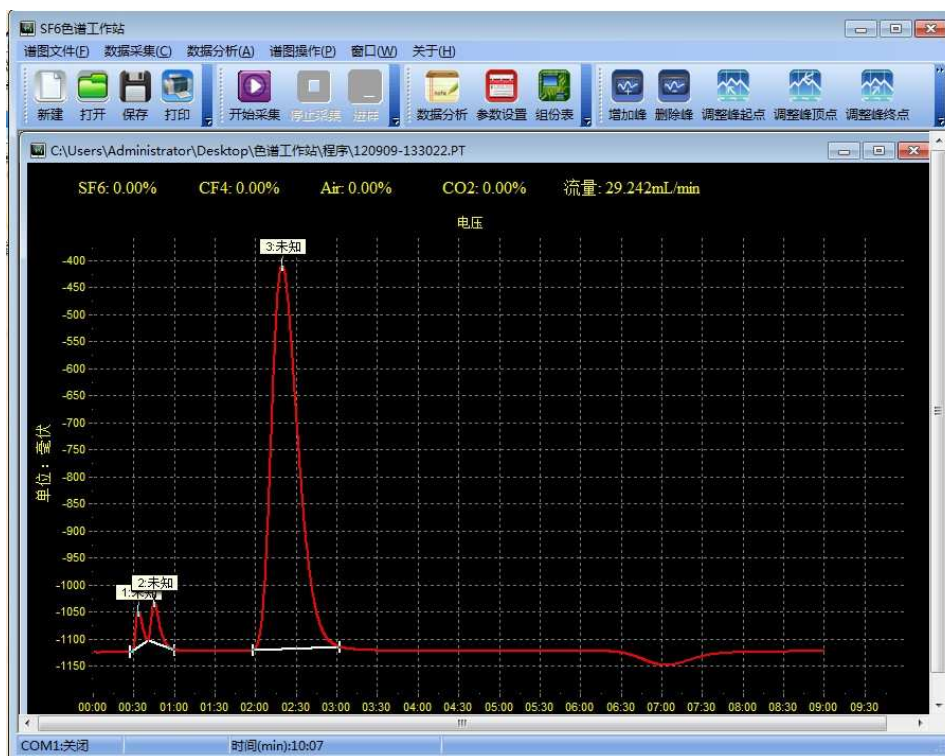 SF6色谱工作站
谱图文件(F) 数据采集(C) 数据分析(A) 谱图操作(P) 窗口(W) 关于(H)
新建 打开 保存 打印 开始采集 停止采集 进样 数据分析 参数设置 组份表 增加峰 删除峰 调整峰起点 调整峰顶点 调整峰终点
C:\Users\Administrator\Desktop\色谱工作站\程序\120909-133022.PT
SF6: 0.00% CF4: 0.00% Air: 0.00% CO2: 0.00% 流量: 29.242mL/min
电压
3:未知
-400
-450
-500
-550
-600
-650
-700
-750
-800
-850
-900
-950
-1000
-1050
-1100
-1150
单位：毫伏
2:未知
1:未知
00:00 00:30 01:00 01:30 02:00 02:30 03:00 03:30 04:00 04:30 05:00 05:30 06:00 06:30 07:00 07:30 08:00 08:30 09:00 09:30
COM1:关闭 时间(min):10:07